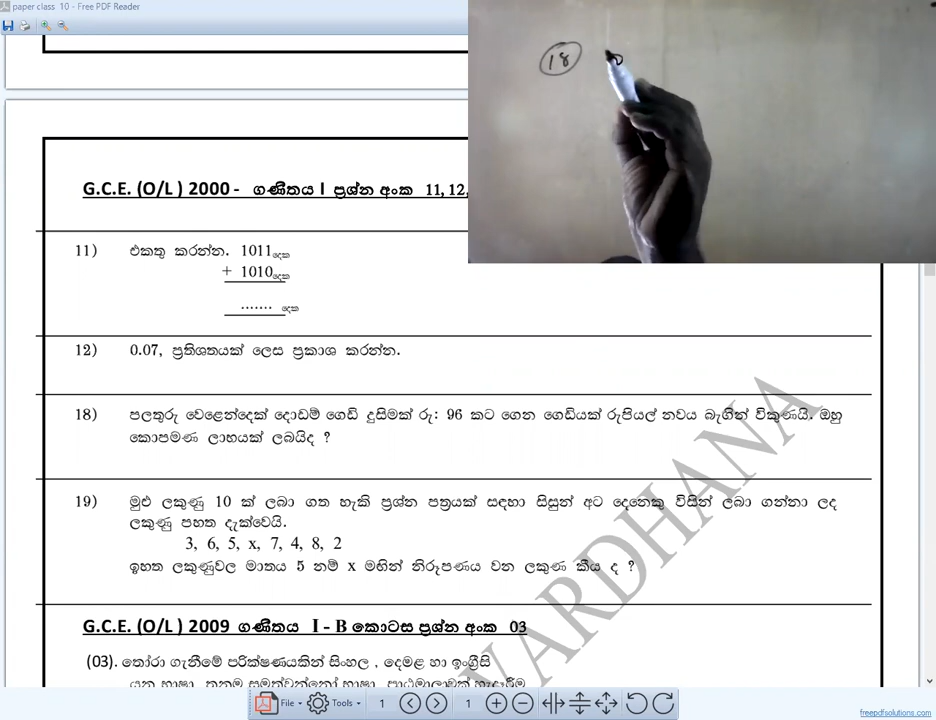 paper class 10 - Free PDF Reader
18
G.C.E. (O/L ) 2000 - ගණිතය I ප්‍රශ්න අංක 11, 12,
11) එකතු කරන්න. 1011දෙක
+ 1010දෙක
....... දෙක
12) 0.07, ප්‍රතිශතයක් ලෙස ප්‍රකාශ කරන්න.
18) පලතුරු වෙළෙන්දෙක් දොඩම් ගෙඩි දුසිමක් රු: 96 කට ගෙන ගෙඩියක් රුපියල් නවය බැගින් විකුණයි. ඔහු
කොපමණ ලාභයක් ලබයිද ?
19) මුළු ලකුණු 10 ක් ලබා ගත හැකි ප්‍රශ්න පත්‍රයක් සඳහා සිසුන් අට දෙනෙකු විසින් ලබා ගන්නා ලද
ලකුණු පහත දැක්වෙයි.
3, 6, 5, x, 7, 4, 8, 2
ඉහත ලකුණුවල මාතය 5 නම් x මඟින් නිරූපණය වන ලකුණ කීය ද ?
VARDHANA
G.C.E. (O/L ) 2009 ගණිතය I - B කොටස ප්‍රශ්න අංක 03
(03). තෝරා ගැනීමේ පරික්ෂණයකින් සිංහල , දෙමළ හා ඉංග්‍රීසි
File Tools 1 1
freepdfsolutions.com